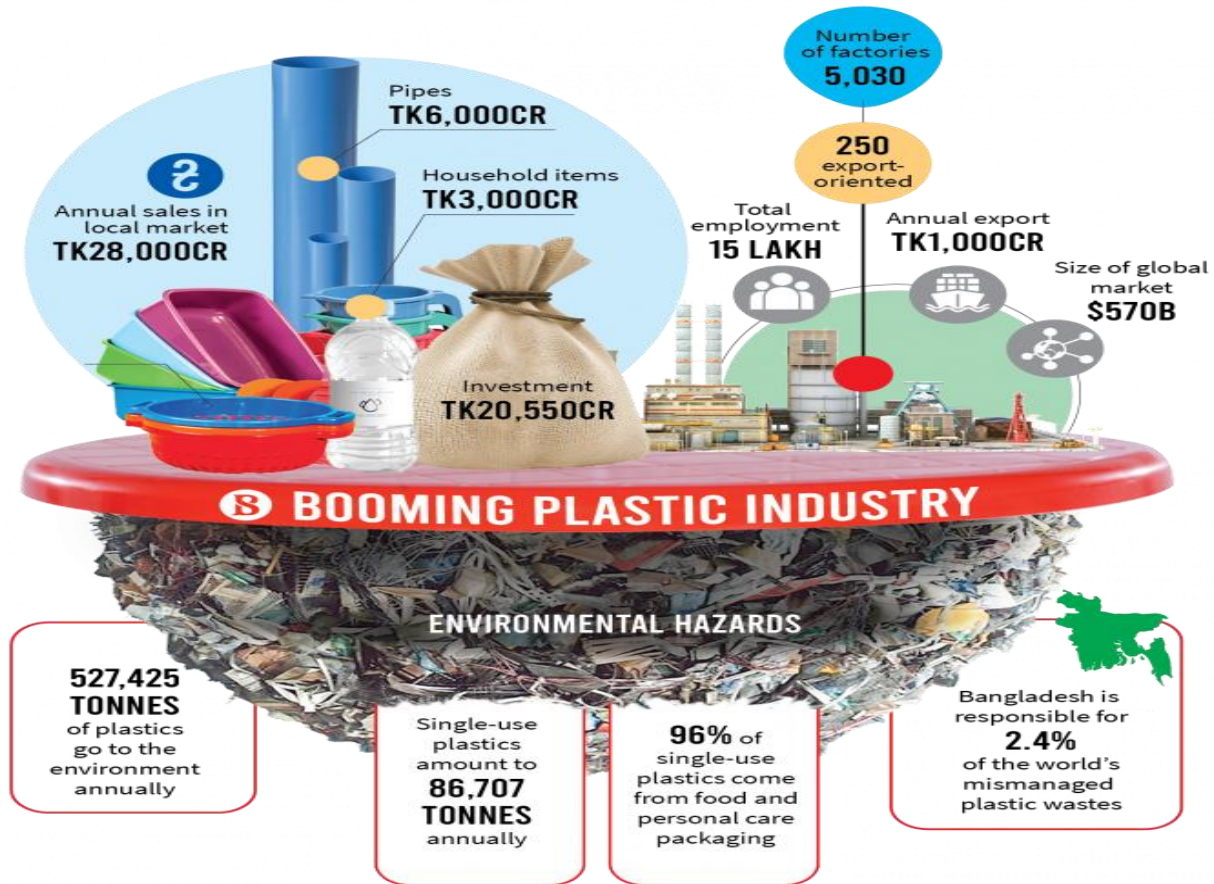 Number
of factories
5,030
250
export-
oriented
Pipes
TK6,000CR
Household items
TK3,000CR
Annual sales in
local market
TK28,000CR
Total
employment
15 LAKH
Annual export
TK1,000CR
Size of global
market
$570B
Investment
TK20,550CR
BOOMING PLASTIC INDUSTRY
ENVIRONMENTAL HAZARDS
527,425
TONNES
of plastics
go to the
environment
annually
Single-use
plastics
amount to
86,707
TONNES
annually
96% of
single-use
plastics come
from food and
personal care
packaging
Bangladesh is
responsible for
2.4%
of the world's
mismanaged
plastic wastes